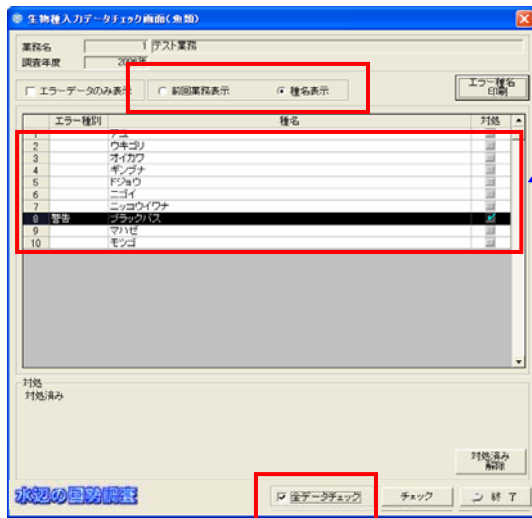 生物種入力データチェック画面(魚類)
業務名 1 テスト業務
調査年度 2006年
エラーデータのみ表示 前回業務表示 種名表示 エラー種名印刷
エラー種別 種名 対処
1 アユ
2 ウキゴリ
3 オイカワ
4 ギンブナ
5 ドジョウ
6 ニゴイ
7 ニッコウイワナ
8 警告 ブラックバス
9 マハゼ
10 モツゴ
対処
対処済み
対処済み
解除
水辺の国勢調査 全データチェック チェック 終了